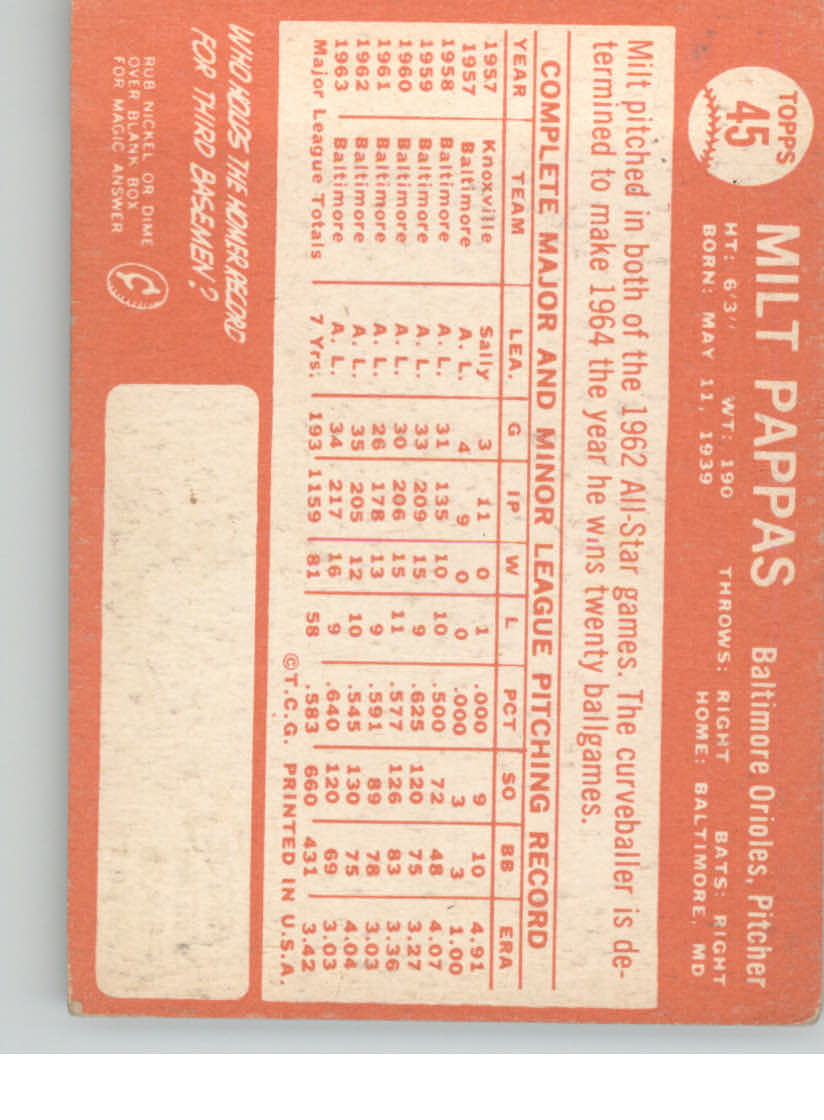 TOPPS
45
MILT PAPPAS Baltimore Orioles, Pitcher
HT: 6'3" WT: 190 THROWS: RIGHT BATS: RIGHT
BORN: MAY 11, 1939 HOME: BALTIMORE, MD
Milt pitched in both of the 1962 All-Star games. The curveballer is de-
termined to make 1964 the year he wins twenty ballgames.
COMPLETE MAJOR AND MINOR LEAGUE PITCHING RECORD
YEAR TEAM LEA. G IP W L PCT SO BB ERA
1957 Knoxville Sally 3 11 0 1 .000 9 10 4.91
1957 Baltimore A. L. 4 9 0 0 .000 3 3 1.00
1958 Baltimore A. L. 31 135 10 10 .500 72 48 4.07
1959 Baltimore A. L. 33 209 15 9 .625 120 75 3.27
1960 Baltimore A. L. 30 206 15 11 .577 126 83 3.36
1961 Baltimore A. L. 26 178 13 9 .591 89 78 3.03
1962 Baltimore A. L. 35 205 12 10 .545 130 75 4.04
1963 Baltimore A. L. 34 217 16 9 .640 120 69 3.03
Major League Totals 7 Yrs. 193 1159 81 58 .583 660 431 3.42
©T.C.G. PRINTED IN U.S.A.
WHO HOLDS THE HOMER RECORD
FOR THIRD BASEMEN?
RUB NICKEL OR DIME
OVER BLANK BOX
FOR MAGIC ANSWER